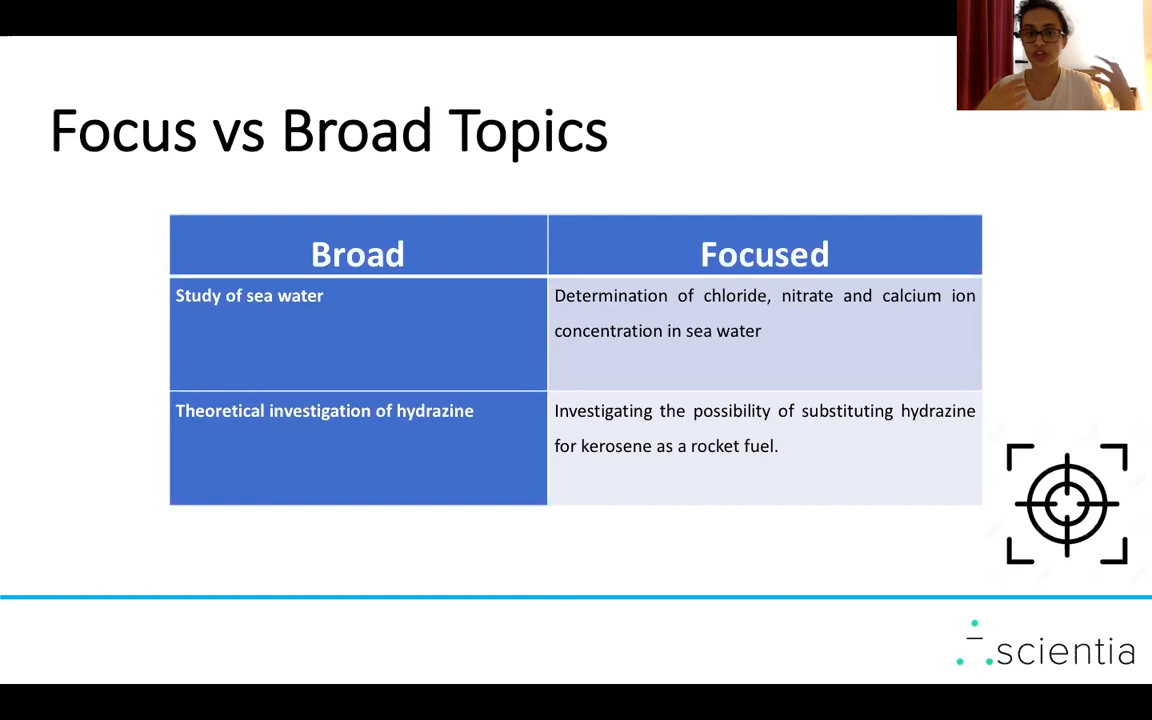 Focus vs Broad Topics
Broad
Focused
Study of sea water
Determination of chloride, nitrate and calcium ion
concentration in sea water
Theoretical investigation of hydrazine
Investigating the possibility of substituting hydrazine
for kerosene as a rocket fuel.
scientia